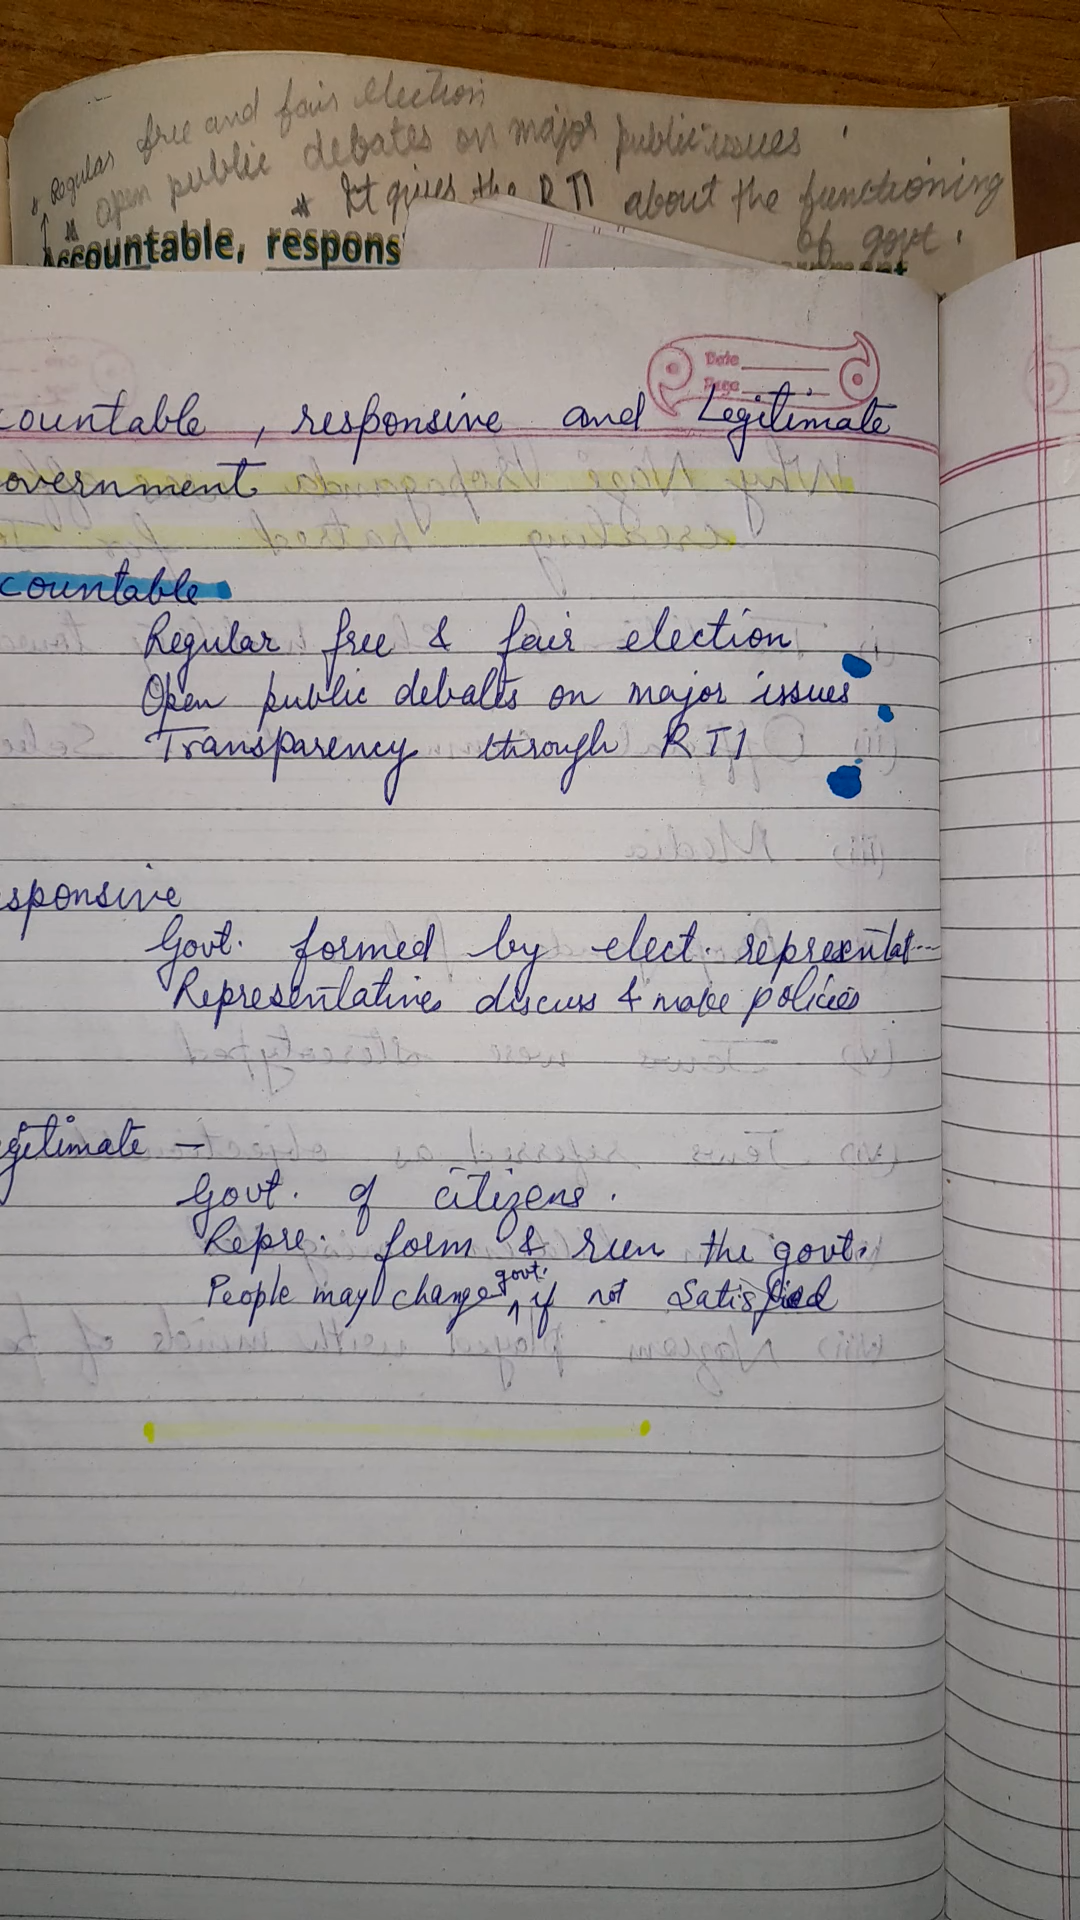 * Regular free and fair election
* open public debates on major public issues
* It gives the RTI about the functioning
of govt.
Accountable, respons
Date
Page
countable, responsive and Legitimate
overnment
countable
Regular free & fair election
Open public debates on major issues
Transparency through RTI
esponsive
Govt. formed by elect. representat...
Representatives discuss & make policies
gitimate —
Govt. of citizens.
Repre. form & run the govt.
People may change govt. if not Satisfied